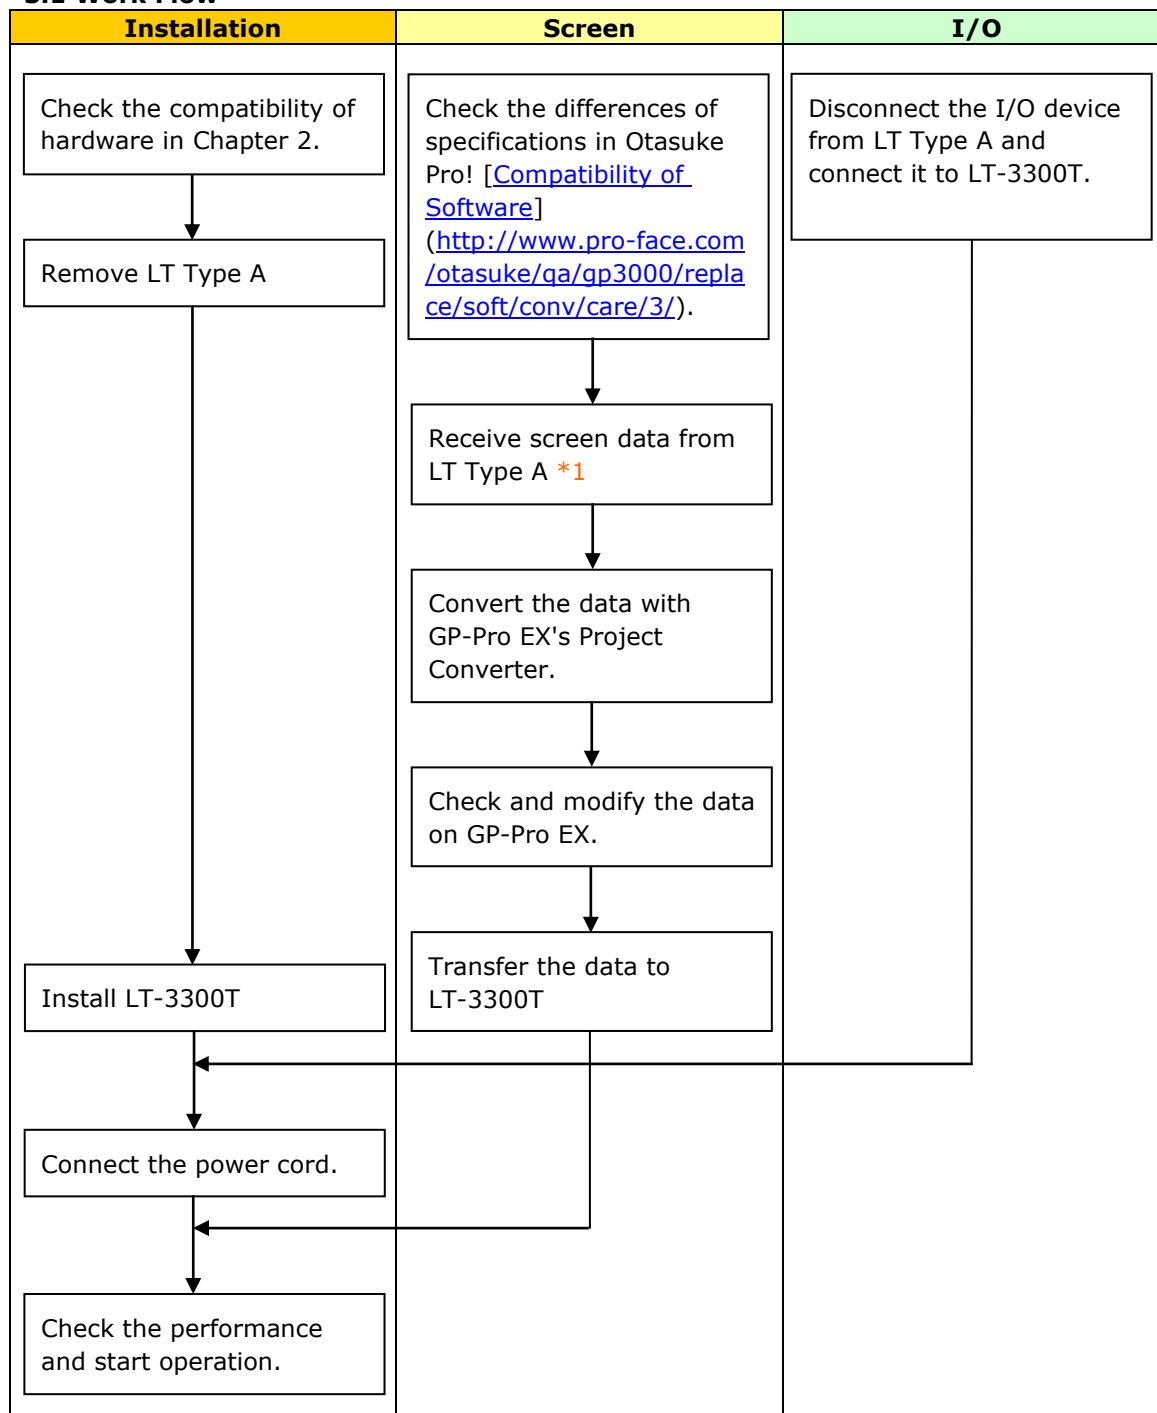 Installation
Screen
I/O
Check the compatibility of
hardware in Chapter 2.
Remove LT Type A
Install LT-3300T
Connect the power cord.
Check the performance
and start operation.
Check the differences of
specifications in Otasuke
Pro! [Compatibility of
Software]
(http://www.pro-face.com
/otasuke/qa/gp3000/repla
ce/soft/conv/care/3/).
Receive screen data from
LT Type A *1
Convert the data with
GP-Pro EX's Project
Converter.
Check and modify the data
on GP-Pro EX.
Transfer the data to
LT-3300T
Disconnect the I/O device
from LT Type A and
connect it to LT-3300T.